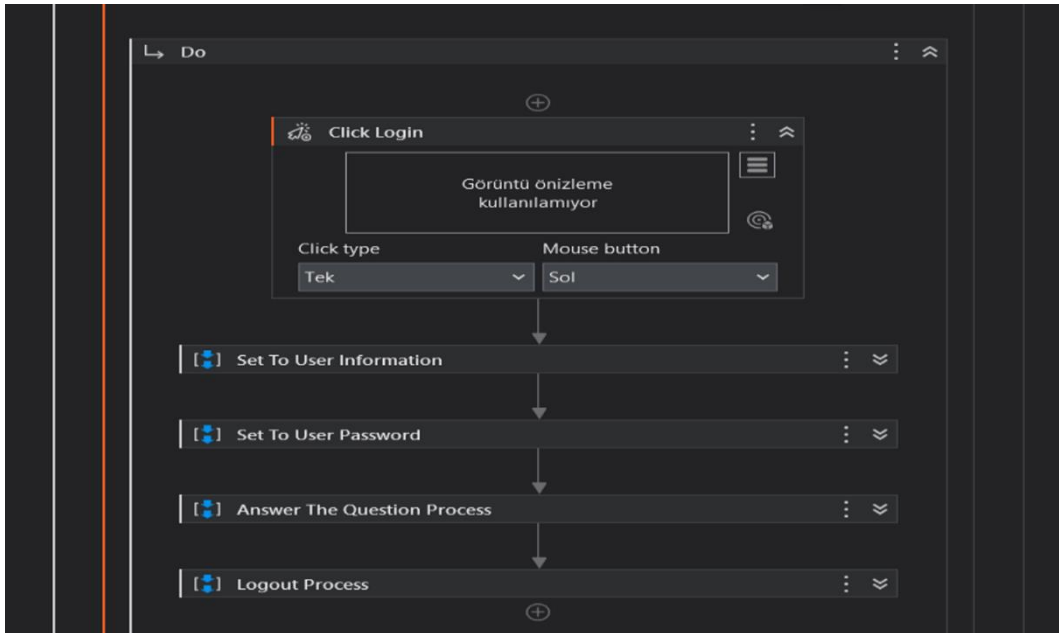 Do
Click Login
Görüntü önizleme
kullanılamıyor
Click type
Mouse button
Tek
Sol
Set To User Information
Set To User Password
Answer The Question Process
Logout Process